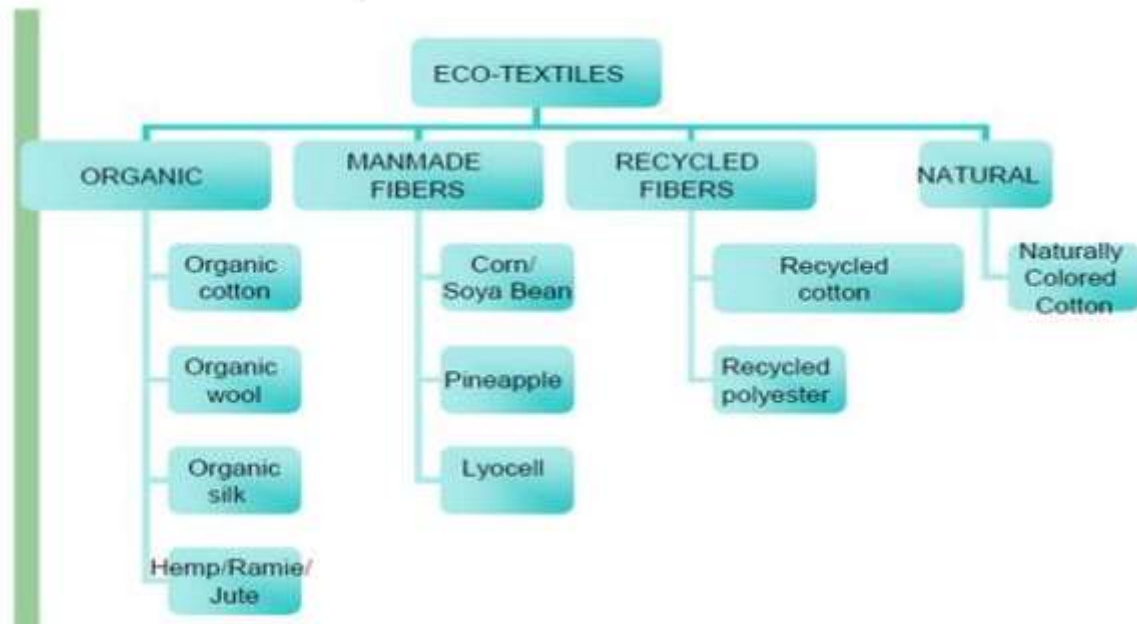 ECO-TEXTILES
ORGANIC
MANMADE
FIBERS
RECYCLED
FIBERS
NATURAL
Organic
cotton
Organic
wool
Organic
silk
Hemp/Ramie/
Jute
Corn/
Soya Bean
Pineapple
Lyocell
Recycled
cotton
Recycled
polyester
Naturally
Colored
Cotton